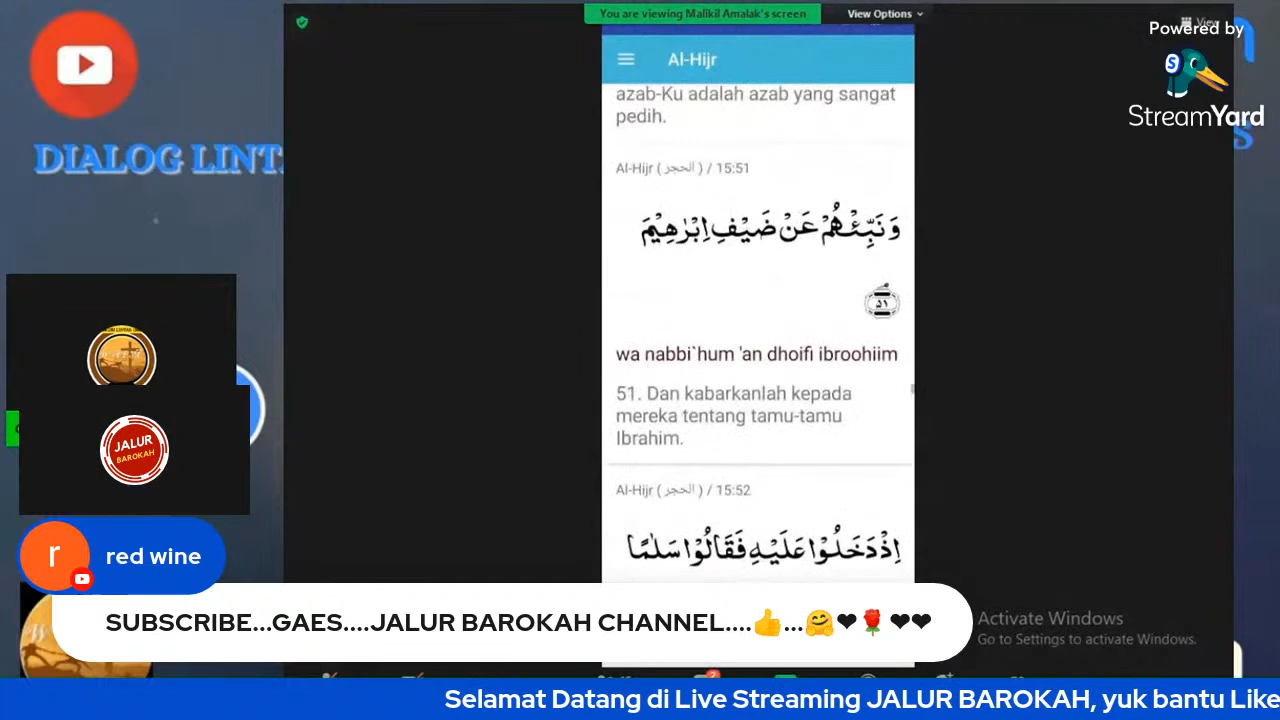 You are viewing Malikil Amalak's screen
View Options
View
Powered by
StreamYard
DIALOG LINT
Al-Hijr
azab-Ku adalah azab yang sangat
pedih.
Al-Hijr ( الحجر ) / 15:51
وَنَبِّئْهُمْ عَنْ ضَيْفِ اِبْرٰهِيْمَ
٥١
wa nabbi`hum 'an dhoifi ibroohiim
51. Dan kabarkanlah kepada
mereka tentang tamu-tamu
Ibrahim.
Al-Hijr ( الحجر ) / 15:52
اِذْ دَخَلُوْا عَلَيْهِ فَقَالُوْا سَلٰمًا
JALUR
BAROKAH
r
red wine
SUBSCRIBE...GAES....JALUR BAROKAH CHANNEL....👍...🤗❤🌹❤❤
Activate Windows
Go to Settings to activate Windows.
Selamat Datang di Live Streaming JALUR BAROKAH, yuk bantu Like